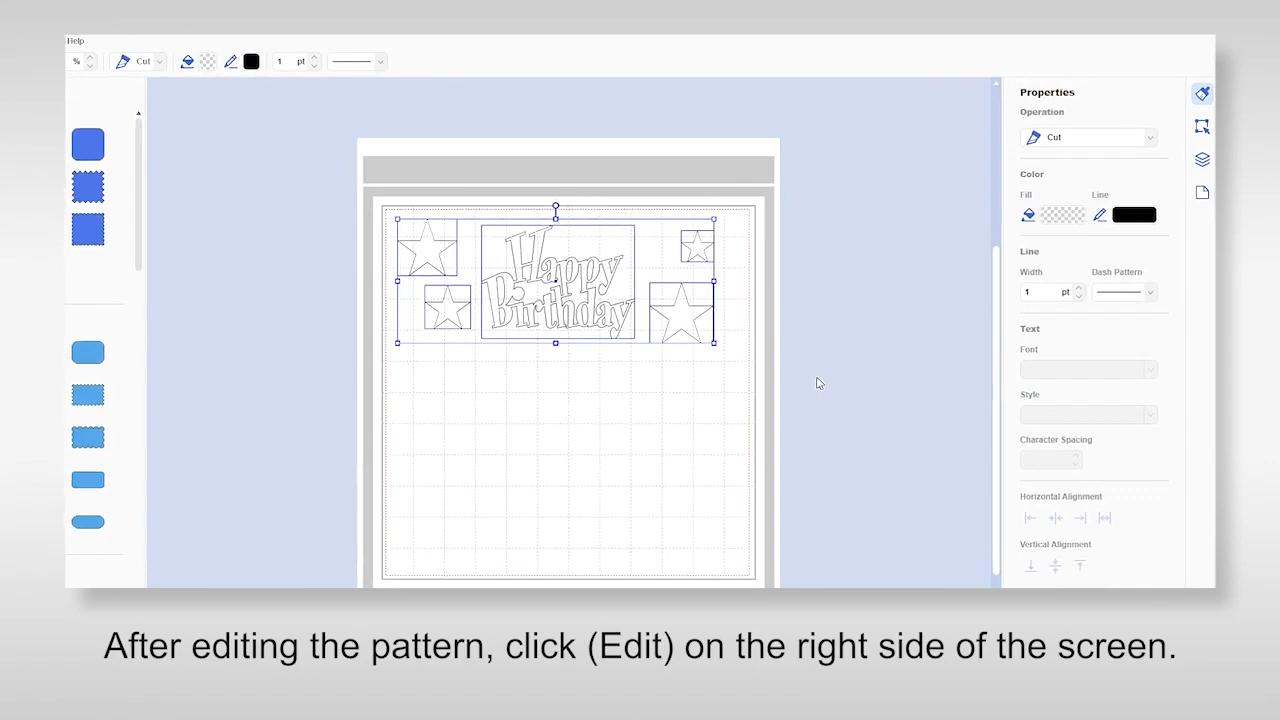 Help
%
Cut
1 pt
Properties
Operation
Cut
Color
Fill Line
Line
Width Dash Pattern
1 pt
Text
Font
Style
Character Spacing
Horizontal Alignment
Vertical Alignment
Happy
Birthday
After editing the pattern, click (Edit) on the right side of the screen.